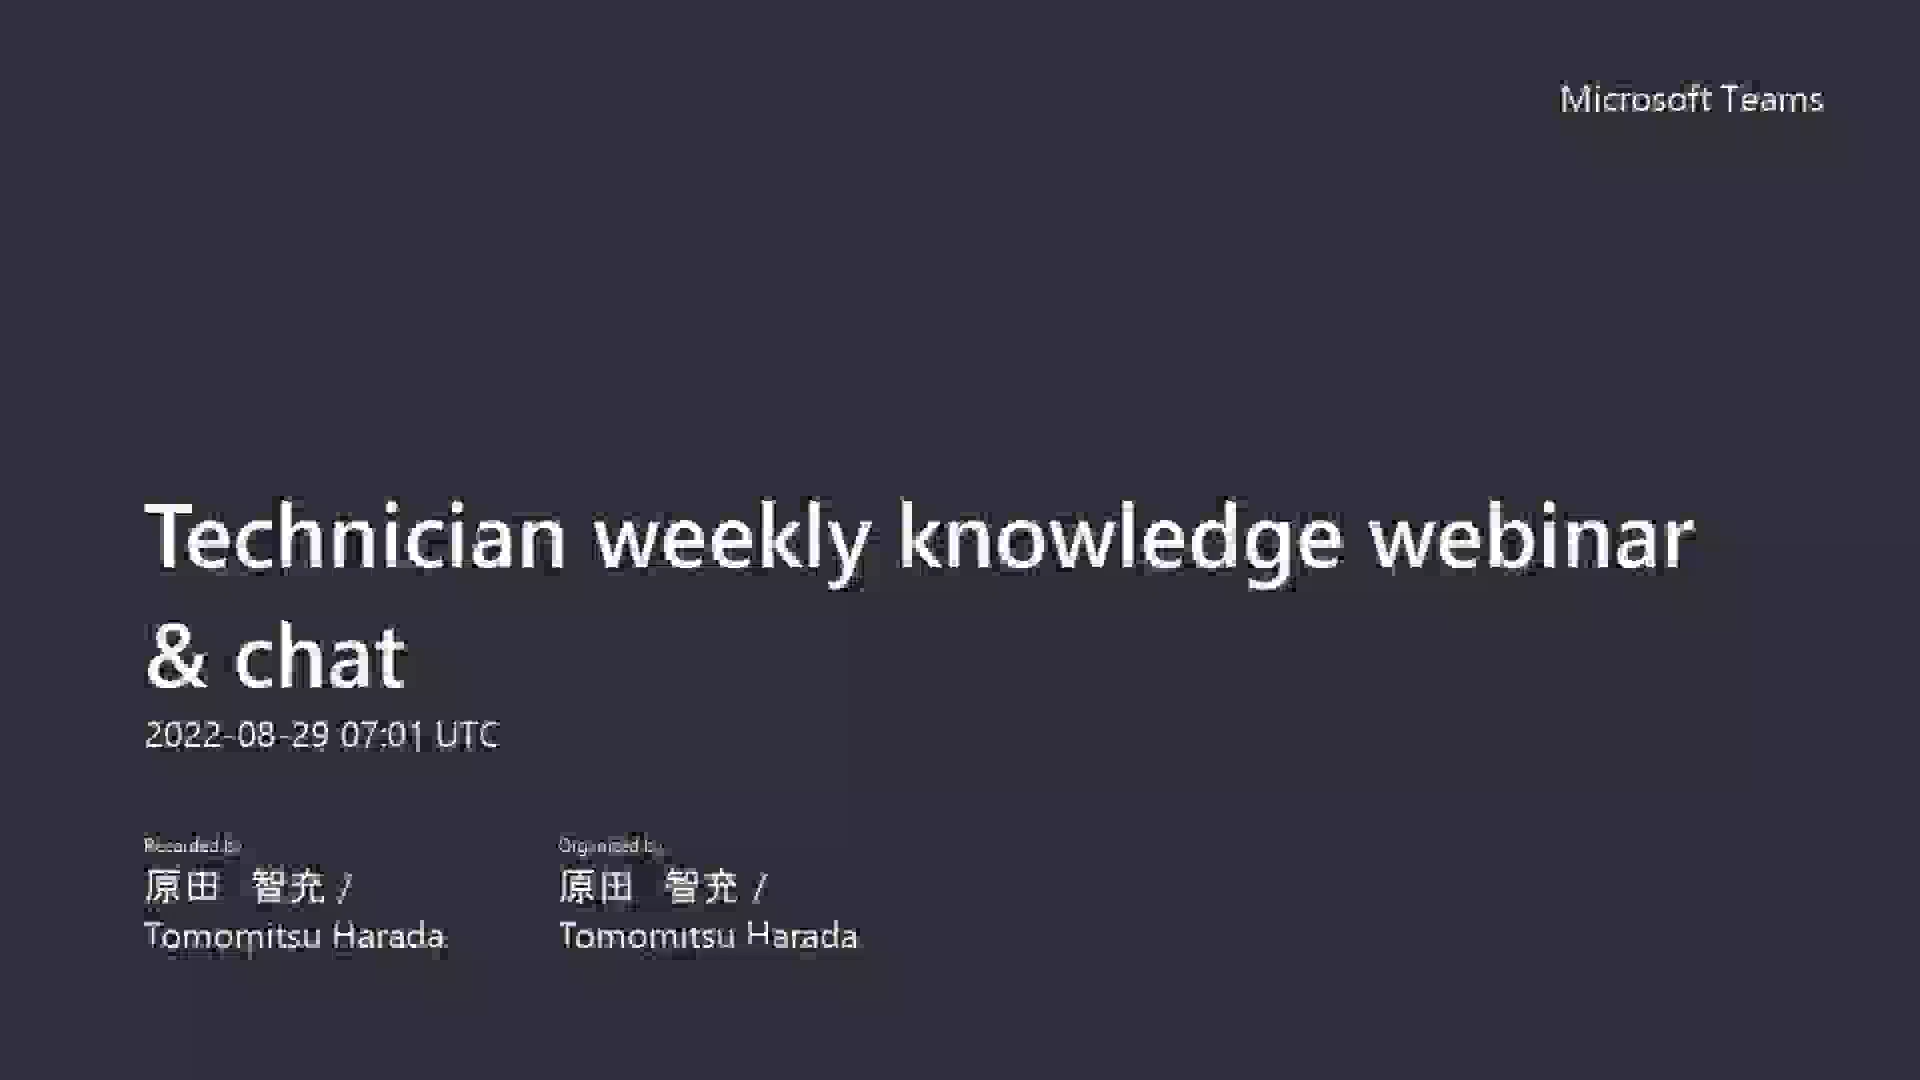 Microsoft Teams
Technician weekly knowledge webinar
& chat
2022-08-29 07:01 UTC
Recorded by
原田 智充 /
Tomomitsu Harada
Organized by
原田 智充 /
Tomomitsu Harada